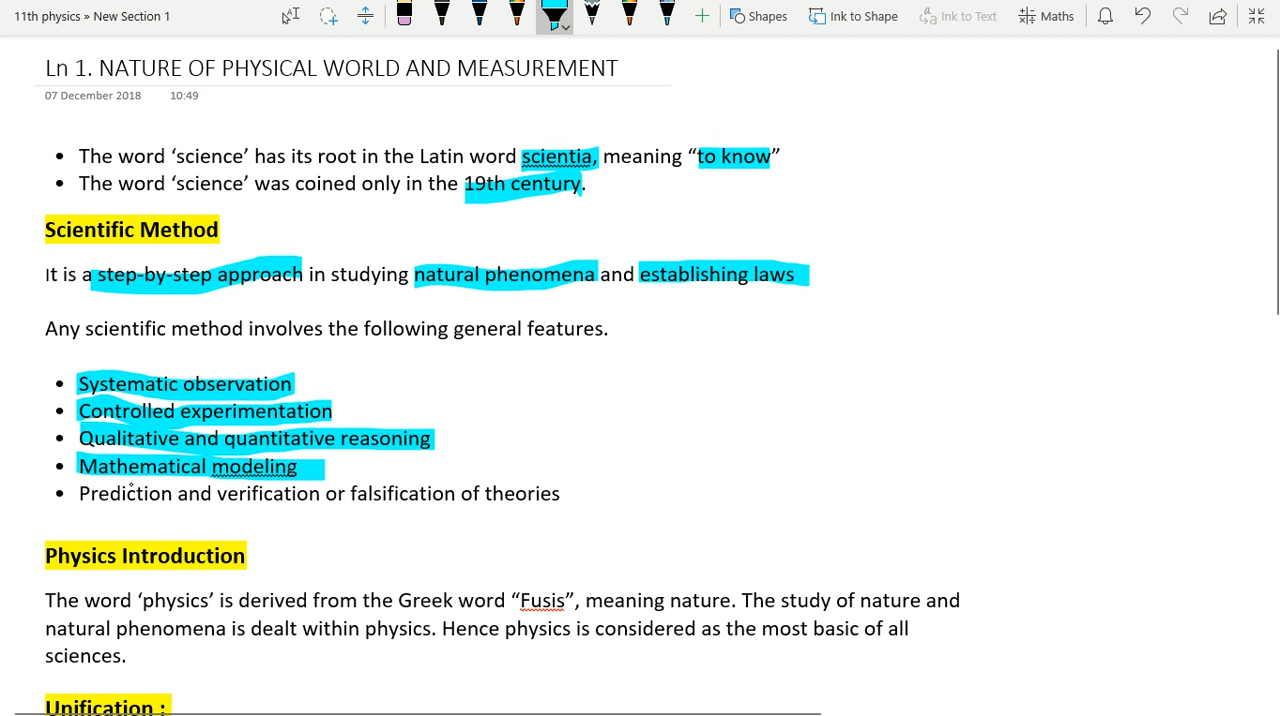 11th physics » New Section 1
Shapes
Ink to Shape
Ink to Text
Maths
Ln 1. NATURE OF PHYSICAL WORLD AND MEASUREMENT
07 December 2018 10:49
• The word ‘science’ has its root in the Latin word scientia, meaning “to know”
• The word ‘science’ was coined only in the 19th century.
Scientific Method
It is a step-by-step approach in studying natural phenomena and establishing laws
Any scientific method involves the following general features.
• Systematic observation
• Controlled experimentation
• Qualitative and quantitative reasoning
• Mathematical modeling
• Prediction and verification or falsification of theories
Physics Introduction
The word ‘physics’ is derived from the Greek word “Fusis”, meaning nature. The study of nature and
natural phenomena is dealt within physics. Hence physics is considered as the most basic of all
sciences.
Unification :